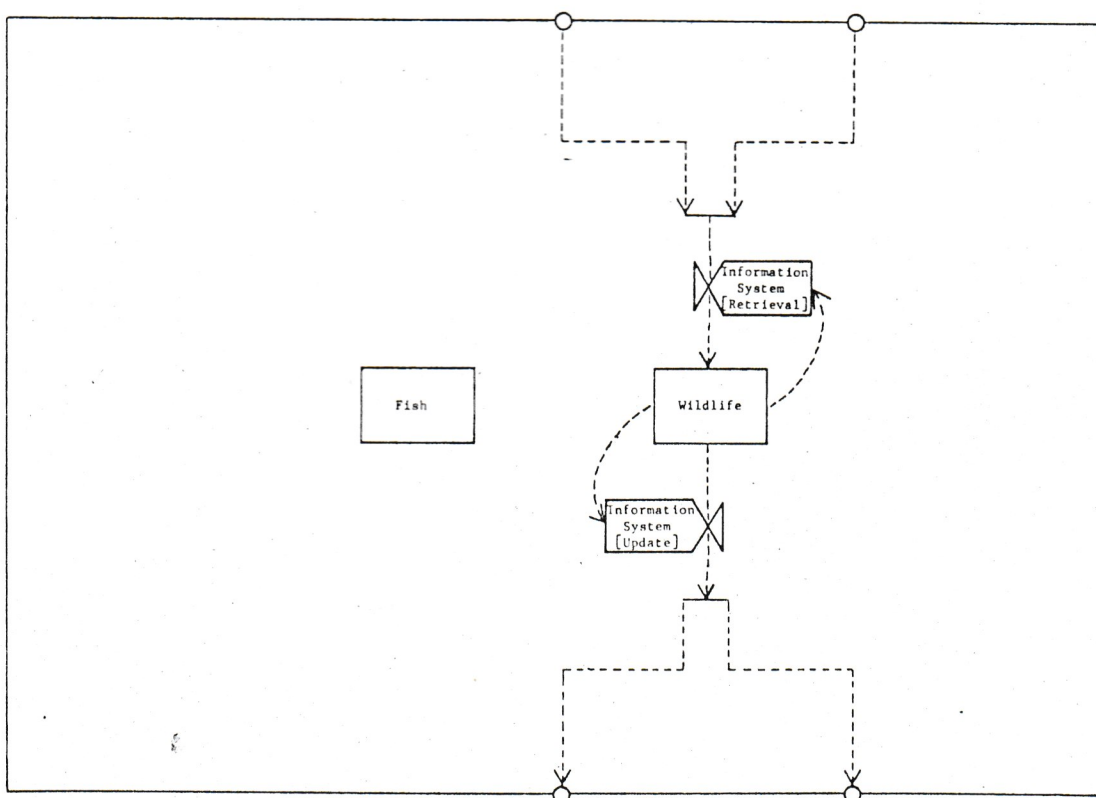 Information
System
[Retrieval]
Fish
Wildlife
Information
System
[Update]